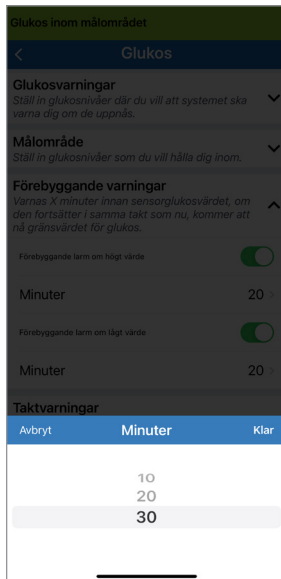 Glukos inom målområdet
Glukos
Glukosvarningar
Ställ in glukosnivåer där du vill att systemet ska
varna dig om de uppnås.
Målområde
Ställ in glukosnivåer som du vill hålla dig inom.
Förebyggande varningar
Varnas X minuter innan sensorglukosvärdet, om
den fortsätter i samma takt som nu, kommer att
nå gränsvärdet för glukos.
Förebyggande larm om högt värde
Minuter 20
Förebyggande larm om lågt värde
Minuter 20
Taktvarningar
Avbryt Minuter Klar
10
20
30